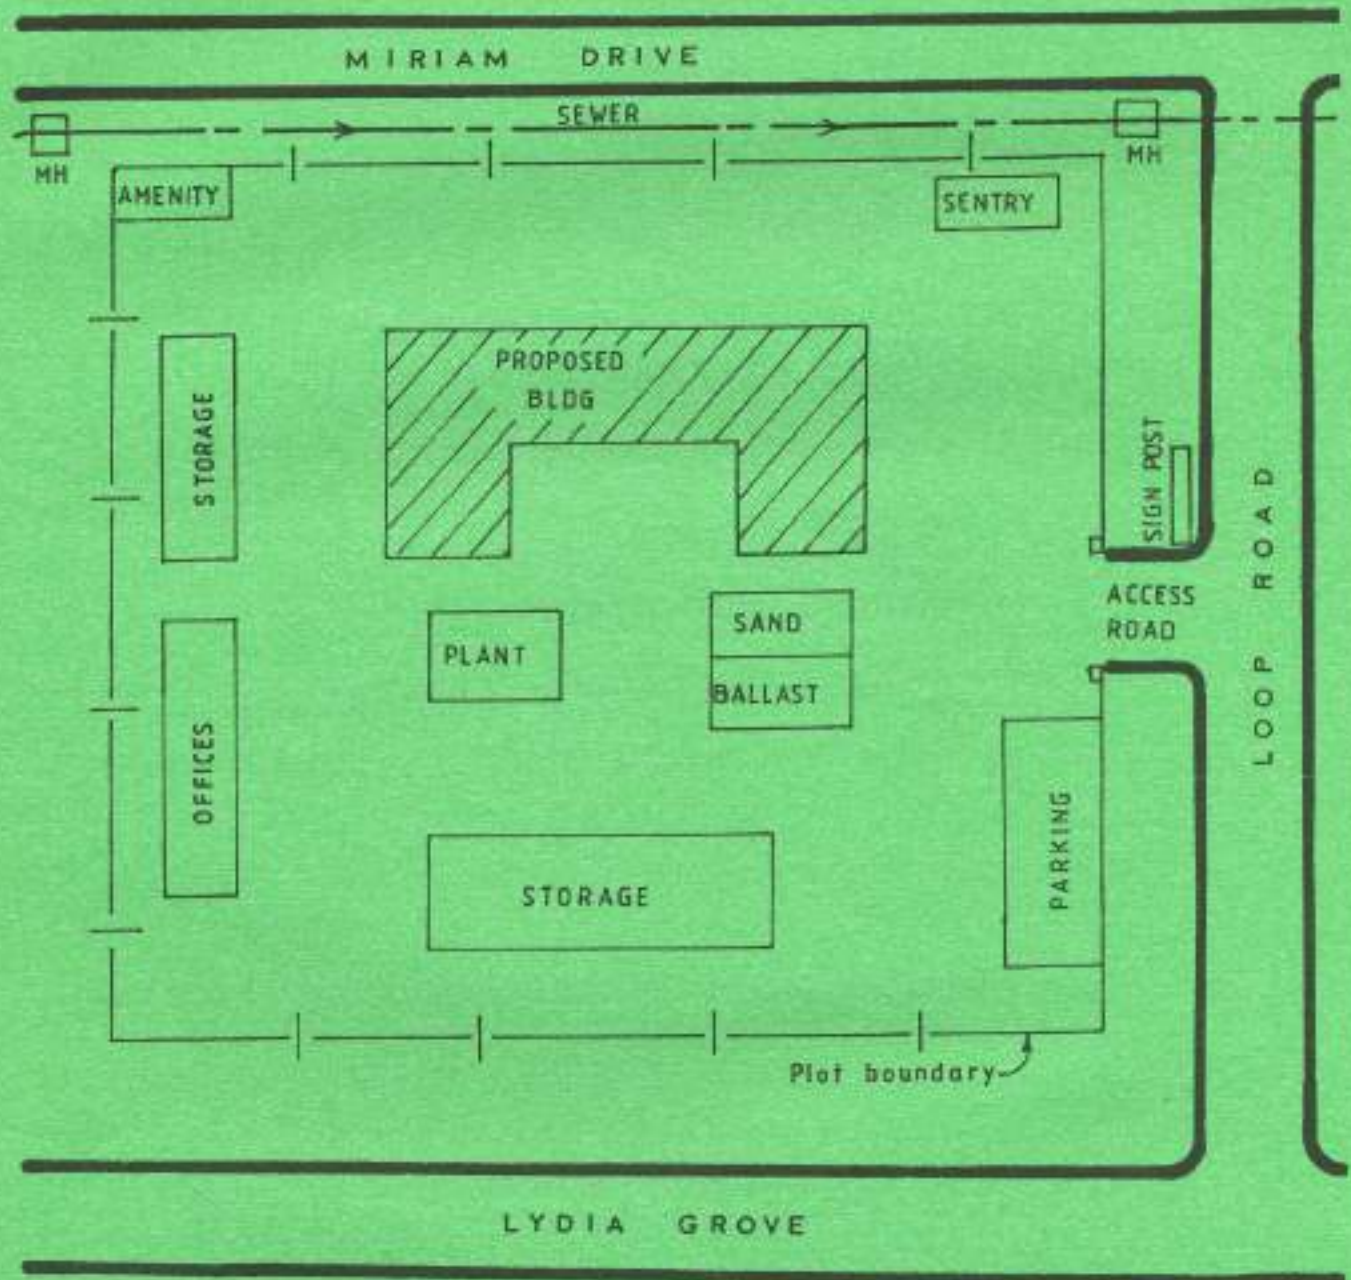 MIRIAM DRIVE
SEWER
MH
MH
AMENITY
SENTRY
PROPOSED
BLDG
STORAGE
SIGN POST
LOOP ROAD
ACCESS
ROAD
SAND
PLANT
BALLAST
OFFICES
PARKING
STORAGE
Plot boundary
LYDIA GROVE